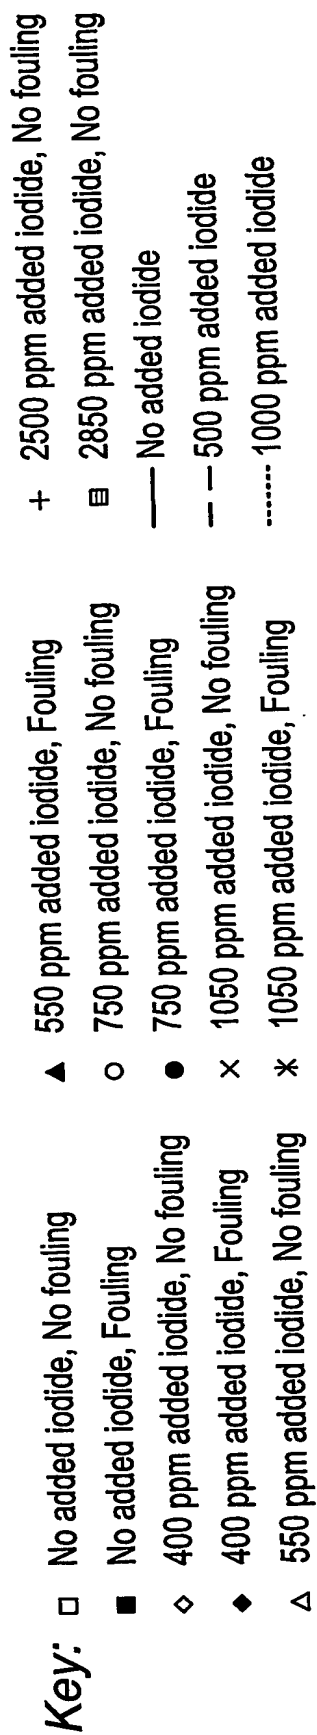 Key:
No added iodide, No fouling
No added iodide, Fouling
400 ppm added iodide, No fouling
400 ppm added iodide, Fouling
550 ppm added iodide, No fouling
550 ppm added iodide, Fouling
750 ppm added iodide, No fouling
750 ppm added iodide, Fouling
1050 ppm added iodide, No fouling
1050 ppm added iodide, Fouling
2500 ppm added iodide, No fouling
2850 ppm added iodide, No fouling
No added iodide
500 ppm added iodide
1000 ppm added iodide